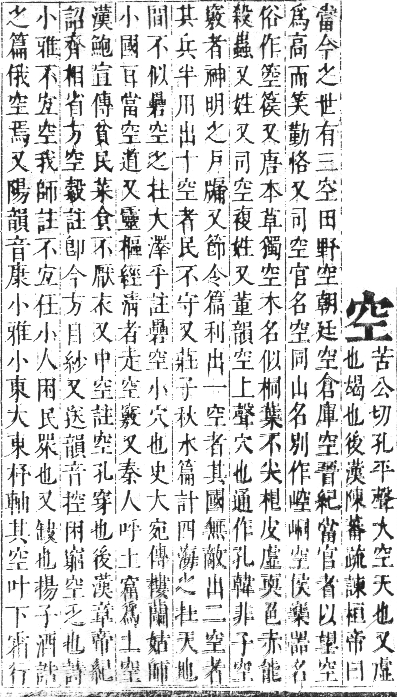 空
苦公切孔平聲大空天也又虛
也竭也後漢陳蕃疏諫桓帝曰
當今之世有三空田野空朝廷空倉庫空晉紀當官者以望空
為高而笑勤恪又司空官名空同山名別作崆峒空侯樂器名
俗作箜篌又唐本草獨空木名似桐葉不尖粗皮虛爽色赤能
殺蟲又姓又司空複姓又董韻空上聲穴也通作孔韓非子空
竅者神明之戶牖又節令篇利出一空者其國無敵出二空者
其兵半用出十空者民不守又莊子秋水篇計四海之在天地
間不似礨空之在大澤乎註礨空小穴也史大宛傳樓蘭姑師
小國耳當空道又靈樞經清者走空竅又秦人呼土窟為土空
漢鮑宣傳貧民菜食不厭衣又中空註空孔穿也後漢章帝紀
詔齊相省方空縠註即今方目紗又送韻音控困窮空乏也詩
小雅不宜空我師註不宜任小人困民眾也又缺也揚子酒誥
之篇俄空焉又陽韻音康小雅小東大東杼軸其空叶下霜行